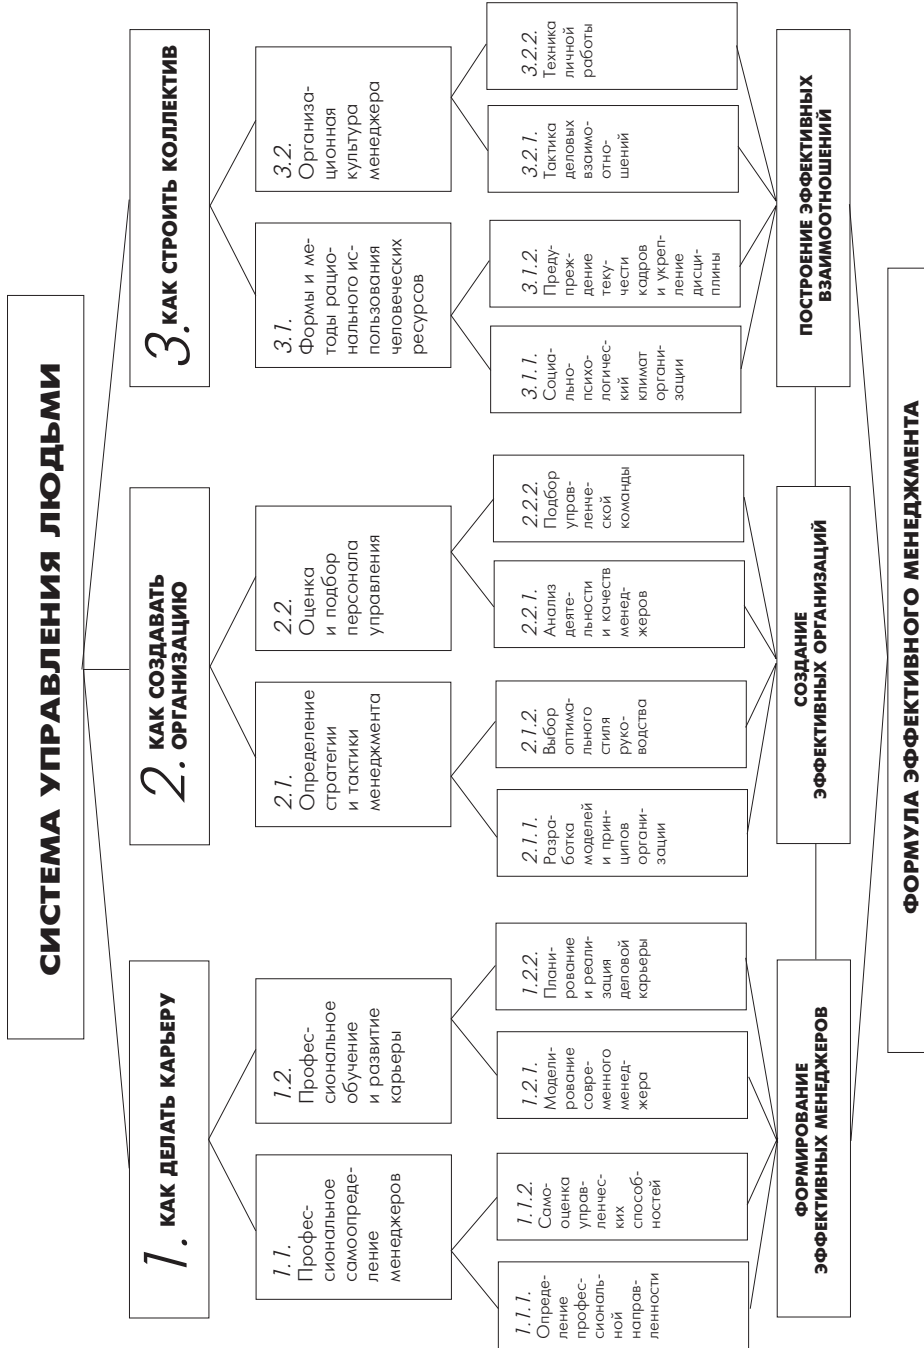 СИСТЕМА УПРАВЛЕНИЯ ЛЮДЬМИ
1. КАК ДЕЛАТЬ КАРЬЕРУ
2. КАК СОЗДАВАТЬ
ОРГАНИЗАЦИЮ
3. КАК СТРОИТЬ КОЛЛЕКТИВ
1.1.
Профес-
сиональное
самоопреде-
ление
менеджеров
1.2.
Профес-
сиональное
обучение
и развитие
карьеры
2.1.
Определение
стратегии
и тактики
менеджмента
2.2.
Оценка
и подбор
персонала
управления
3.1.
Формы и ме-
тоды рацио-
нального ис-
пользования
человеческих
ресурсов
3.2.
Организа-
ционная
культура
менеджера
1.1.1.
Опреде-
ление
профес-
сиональ-
ной
направ-
ленности
1.1.2.
Само-
оценка
управ-
ленчес-
ких
способ-
ностей
1.2.1.
Модели-
рование
совре-
менного
менед-
жера
1.2.2.
Плани-
рование
и реали-
зация
деловой
карьеры
2.1.1.
Разра-
ботка
моделей
и прин-
ципов
органи-
зации
2.1.2.
Выбор
оптима-
льного
стиля
руко-
водства
2.2.1.
Анализ
деяте-
льности
и качеств
менед-
жеров
2.2.2.
Подбор
управ-
ленче-
ской
команды
3.1.1.
Социа-
льно-
психо-
логичес-
кий
климат
органи-
зации
3.1.2.
Преду-
преж-
дение
теку-
чести
кадров
и укреп-
ление
дисци-
плины
3.2.1.
Тактика
деловых
взаимо-
отно-
шений
3.2.2.
Техника
личной
работы
ФОРМИРОВАНИЕ
ЭФФЕКТИВНЫХ МЕНЕДЖЕРОВ
СОЗДАНИЕ
ЭФФЕКТИВНЫХ ОРГАНИЗАЦИЙ
ПОСТРОЕНИЕ ЭФФЕКТИВНЫХ
ВЗАИМООТНОШЕНИЙ
ФОРМУЛА ЭФФЕКТИВНОГО МЕНЕДЖМЕНТА